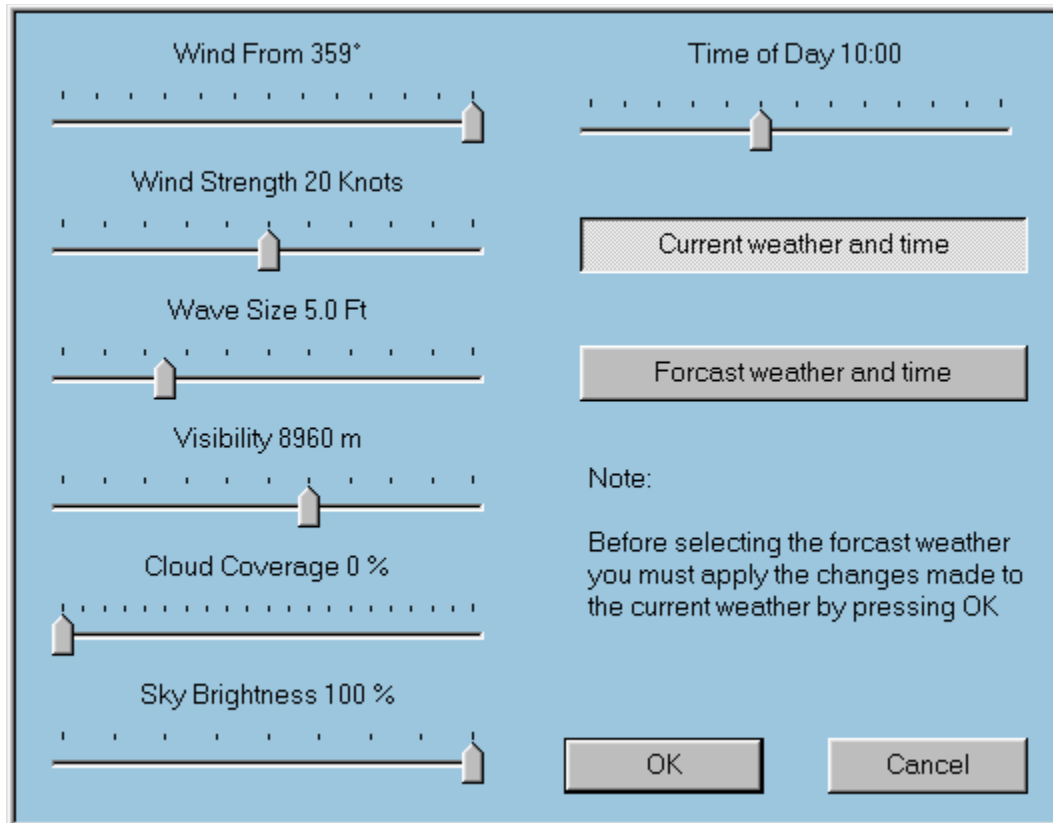 Wind From 359°
Time of Day 10:00
Wind Strength 20 Knots
Current weather and time
Wave Size 5.0 Ft
Forcast weather and time
Visibility 8960 m
Note:
Before selecting the forcast weather
you must apply the changes made to
the current weather by pressing OK
Cloud Coverage 0 %
Sky Brightness 100 %
OK
Cancel